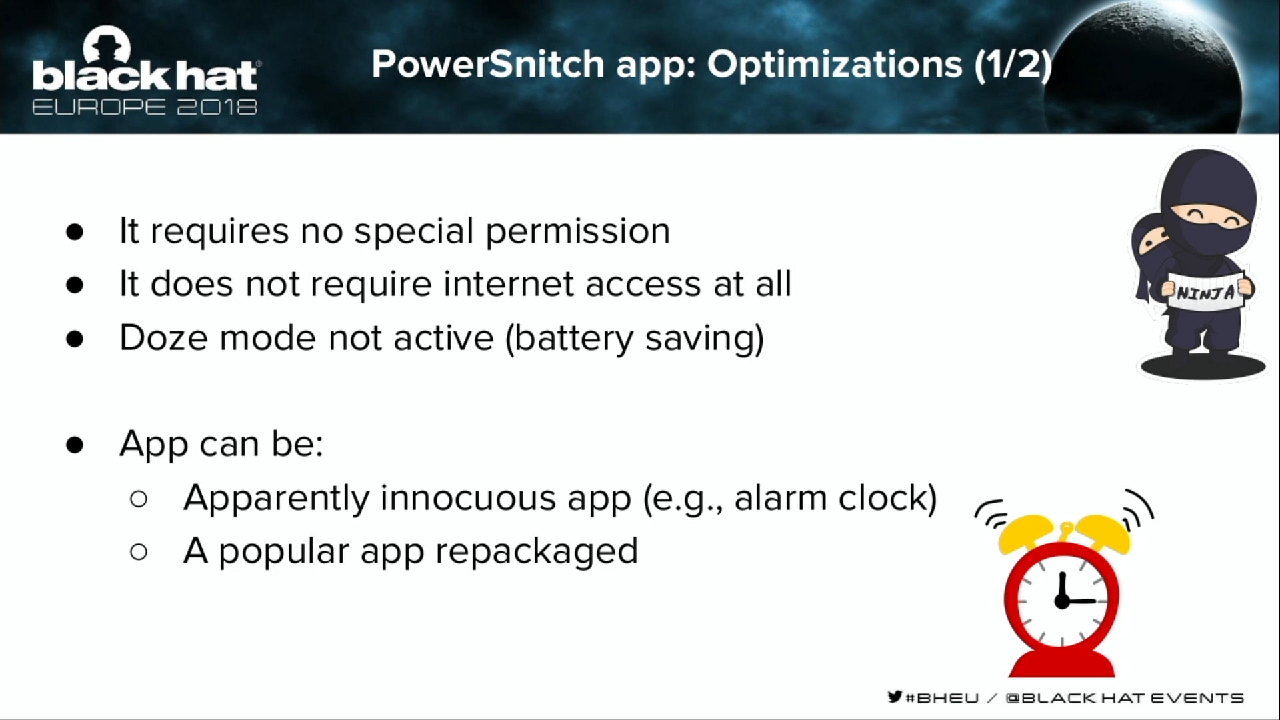 black hat
EUROPE 2018
PowerSnitch app: Optimizations (1/2)
● It requires no special permission
● It does not require internet access at all
● Doze mode not active (battery saving)
NINJA
● App can be:
○ Apparently innocuous app (e.g., alarm clock)
○ A popular app repackaged
#BHEU / @BLACK HAT EVENTS